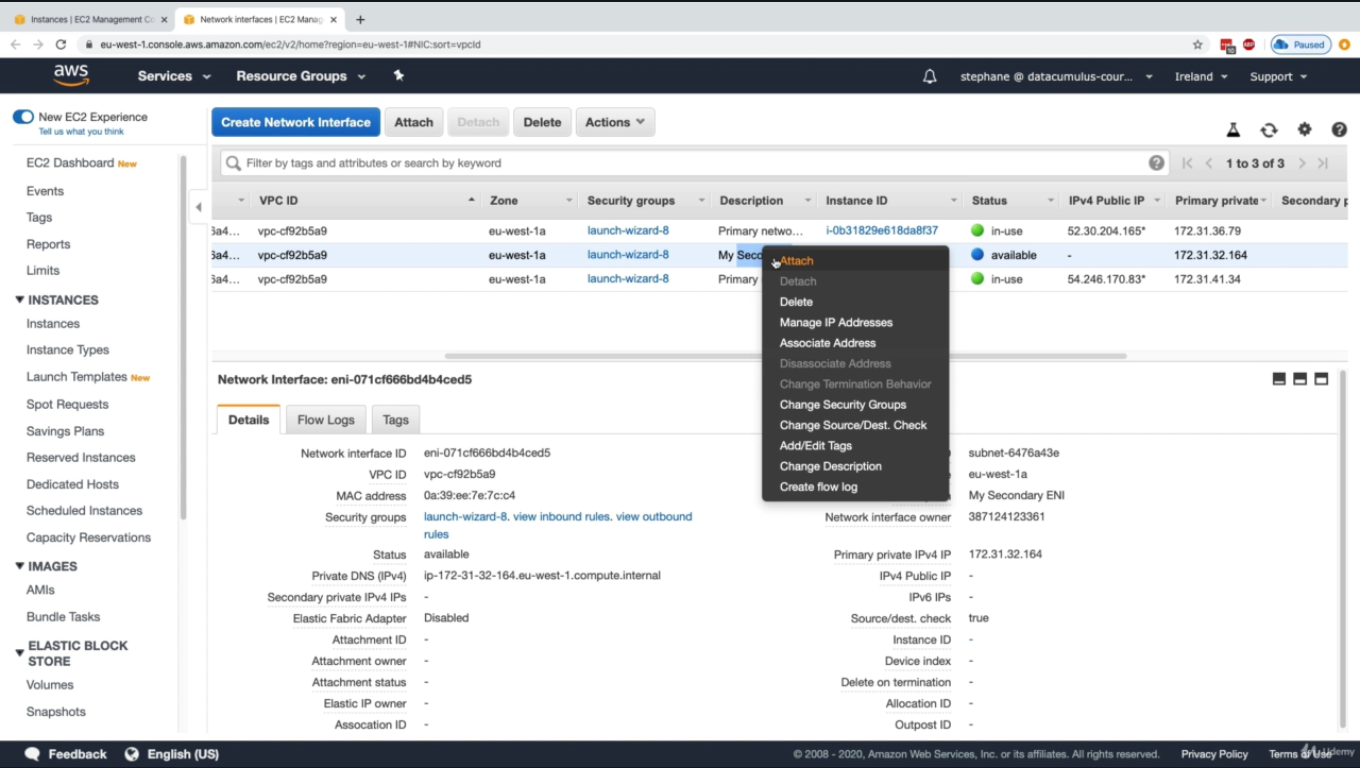 Instances | EC2 Management Co
Network interfaces | EC2 Manag
eu-west-1.console.aws.amazon.com/ec2/v2/home?region=eu-west-1#NIC:sort=vpcId
Paused
aws
Services
Resource Groups
stephane @ datacumulus-cour...
Ireland
Support
New EC2 Experience
Tell us what you think
EC2 Dashboard New
Events
Tags
Reports
Limits
INSTANCES
Instances
Instance Types
Launch Templates New
Spot Requests
Savings Plans
Reserved Instances
Dedicated Hosts
Scheduled Instances
Capacity Reservations
IMAGES
AMIs
Bundle Tasks
ELASTIC BLOCK
STORE
Volumes
Snapshots
Create Network Interface
Attach
Detach
Delete
Actions
Filter by tags and attributes or search by keyword
1 to 3 of 3
VPC ID Zone Security groups Description Instance ID Status IPv4 Public IP Primary private Secondary p
6a4... vpc-cf92b5a9 eu-west-1a launch-wizard-8 Primary netwo... i-0b31829e618da8f37 in-use 52.30.204.165* 172.31.36.79
6a4... vpc-cf92b5a9 eu-west-1a launch-wizard-8 My Seco available - 172.31.32.164
6a4... vpc-cf92b5a9 eu-west-1a launch-wizard-8 Primary in-use 54.246.170.83* 172.31.41.34
Attach
Detach
Delete
Manage IP Addresses
Associate Address
Disassociate Address
Change Termination Behavior
Change Security Groups
Change Source/Dest. Check
Add/Edit Tags
Change Description
Create flow log
Network Interface: eni-071cf666bd4b4ced5
Details
Flow Logs
Tags
Network interface ID eni-071cf666bd4b4ced5
VPC ID vpc-cf92b5a9
MAC address 0a:39:ee:7e:7c:c4
Security groups launch-wizard-8. view inbound rules. view outbound
rules
Status available
Private DNS (IPv4) ip-172-31-32-164.eu-west-1.compute.internal
Secondary private IPv4 IPs -
Elastic Fabric Adapter Disabled
Attachment ID -
Attachment owner -
Attachment status -
Elastic IP owner -
Assocation ID -
subnet-6476a43e
eu-west-1a
My Secondary ENI
Network interface owner 387124123361
Primary private IPv4 IP 172.31.32.164
IPv4 Public IP -
IPv6 IPs -
Source/dest. check true
Instance ID -
Device index -
Delete on termination -
Allocation ID -
Outpost ID -
Feedback
English (US)
© 2008 - 2020, Amazon Web Services, Inc. or its affiliates. All rights reserved.
Privacy Policy
Terms of Use
Udemy